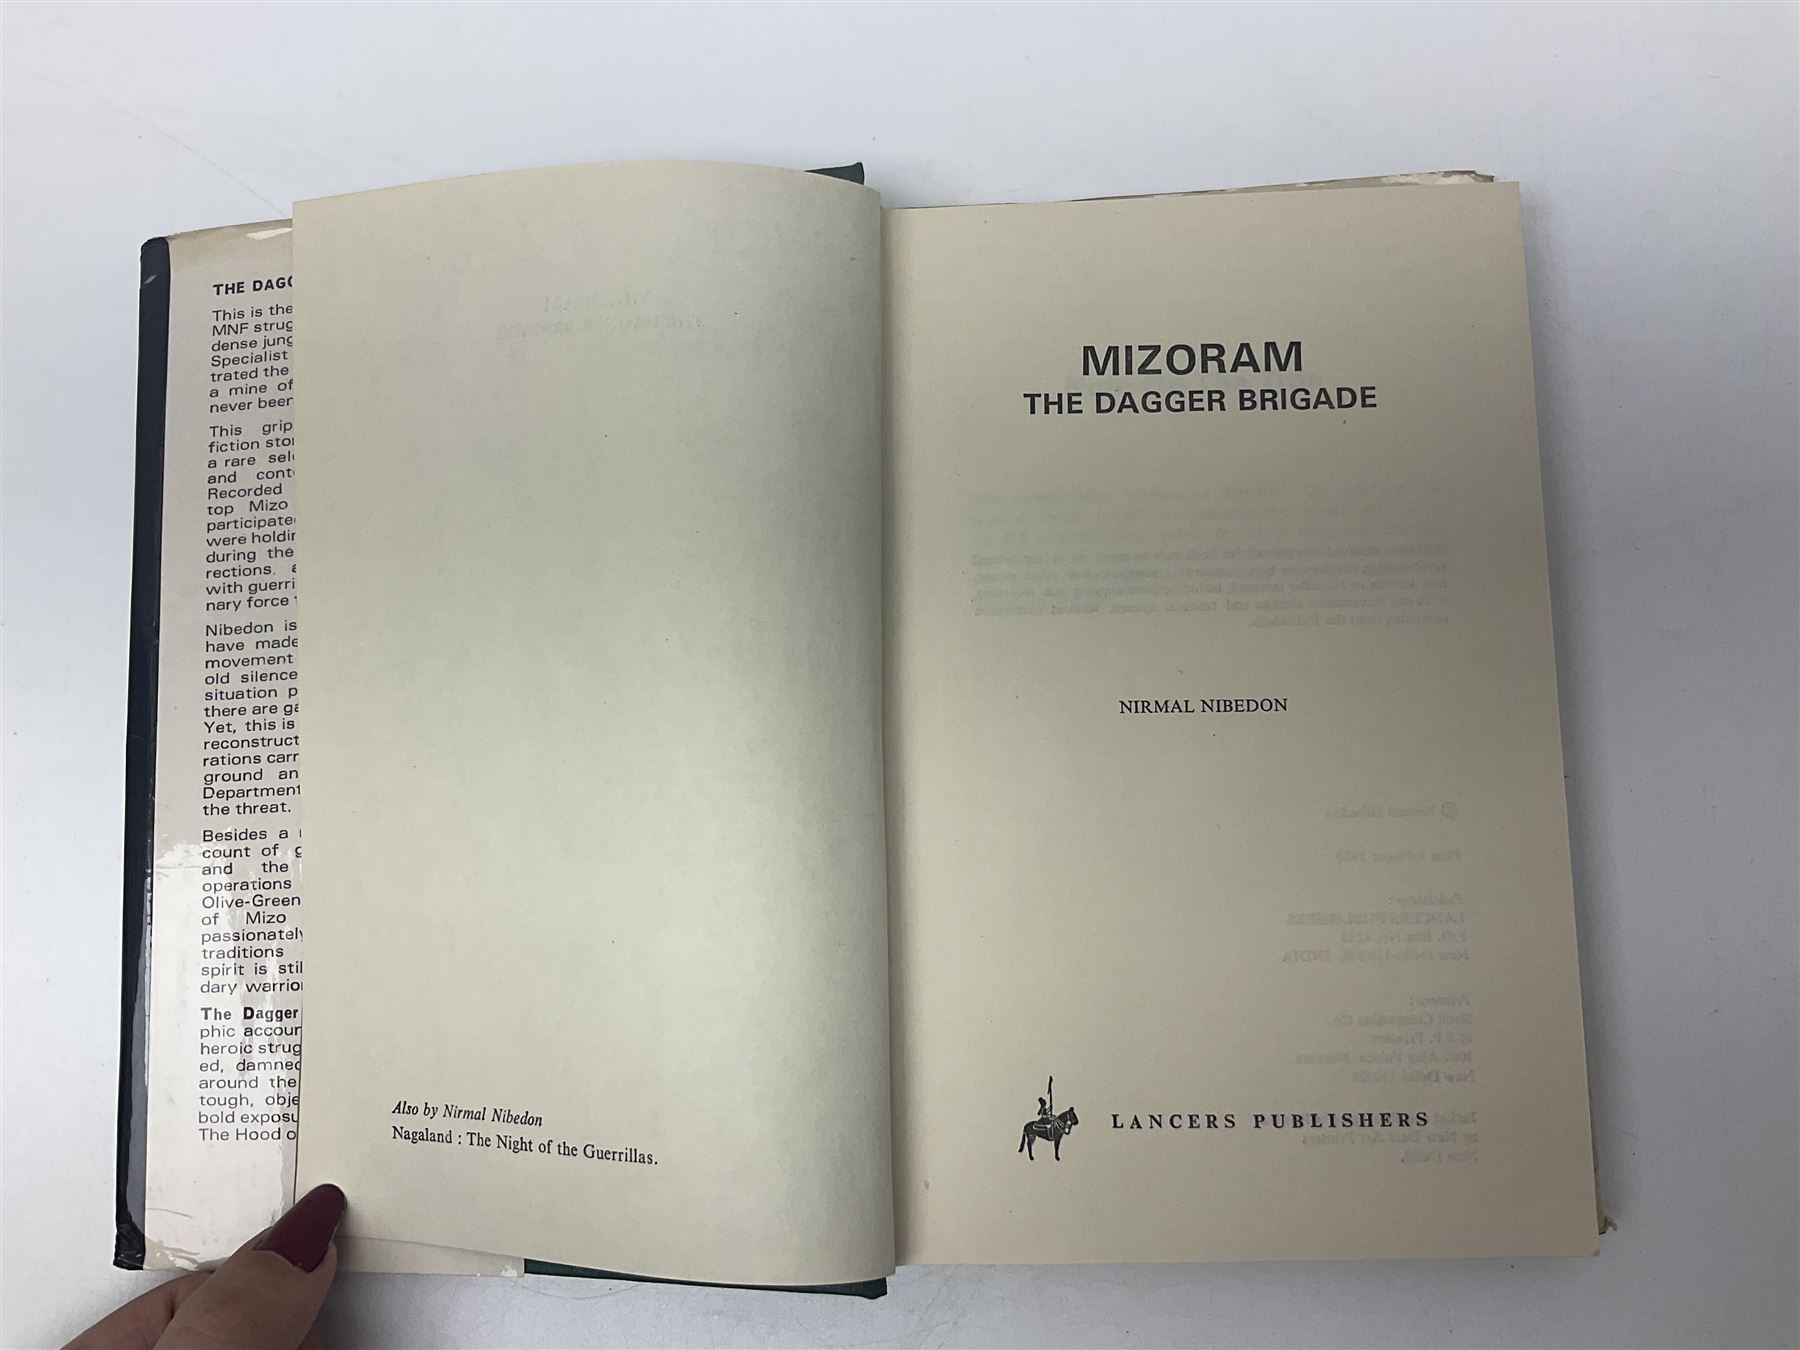 THE DAGG
This is the
MNF strug
dense jung
Specialist
trated the
a mine of
never been
This grip
fiction sto
a rare sel
and cont
Recorded
top Mizo
participate
were holdin
during the
rections, a
with guerri
nary force
Nibedon is
have made
movement
old silence
situation p
there are ga
Yet, this is
reconstruct
rations carr
ground an
Department
the threat.
Besides a
count of g
and the
operations
Olive-Green
of Mizo
passionately
traditions
spirit is stil
dary warrio
The Dagger
phic accour
heroic strug
ed, damned
around the
tough, obje
bold exposu
The Hood o
Also by Nirmal Nibedon
Nagaland : The Night of the Guerrillas.
MIZORAM
THE DAGGER BRIGADE
NIRMAL NIBEDON
LANCERS PUBLISHERS